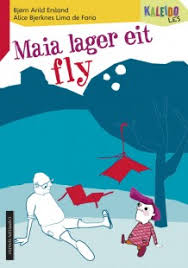 Bjørn Arild Ersland
Alice Bjerknes Lima de Faria
KALEIDO
LES
Maia lager eit
fly